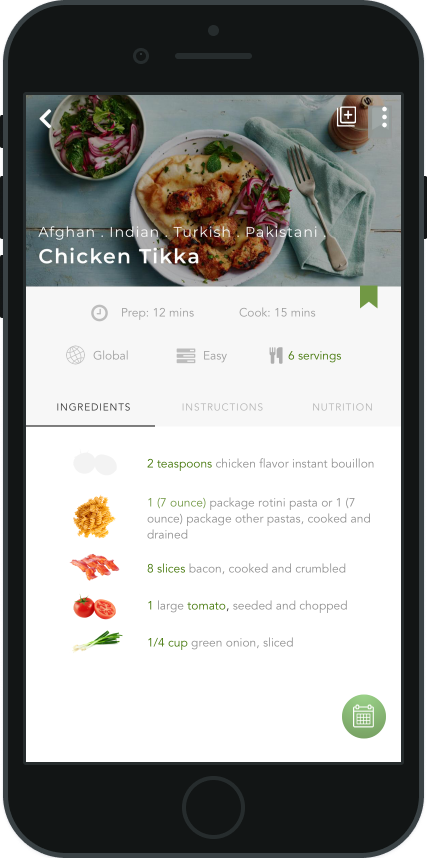 Afghan . Indian . Turkish . Pakistani .
Chicken Tikka
Prep: 12 mins
Cook: 15 mins
Global
Easy
6 servings
INGREDIENTS
INSTRUCTIONS
NUTRITION
2 teaspoons chicken flavor instant bouillon
1 (7 ounce) package rotini pasta or 1 (7
ounce) package other pastas, cooked and
drained
8 slices bacon, cooked and crumbled
1 large tomato, seeded and chopped
1/4 cup green onion, sliced